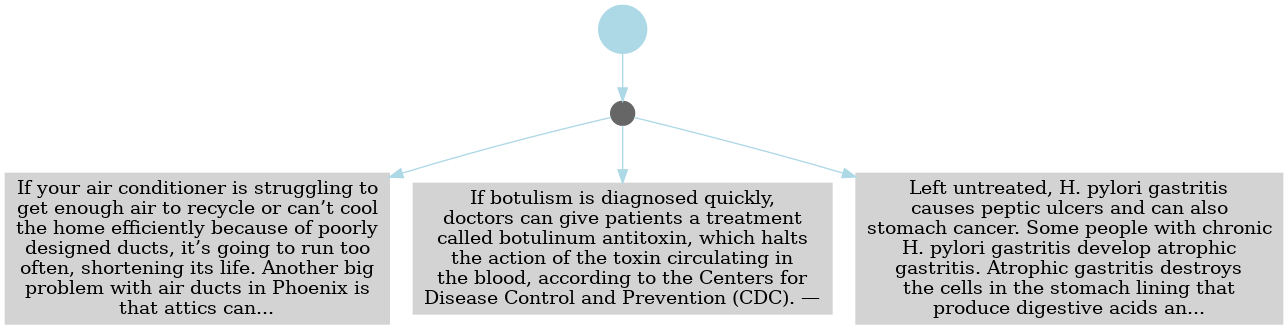 If your air conditioner is struggling to
get enough air to recycle or can’t cool
the home efficiently because of poorly
designed ducts, it’s going to run too
often, shortening its life. Another big
problem with air ducts in Phoenix is
that attics can...
If botulism is diagnosed quickly,
doctors can give patients a treatment
called botulinum antitoxin, which halts
the action of the toxin circulating in
the blood, according to the Centers for
Disease Control and Prevention (CDC). —
Left untreated, H. pylori gastritis
causes peptic ulcers and can also
stomach cancer. Some people with chronic
H. pylori gastritis develop atrophic
gastritis. Atrophic gastritis destroys
the cells in the stomach lining that
produce digestive acids an...